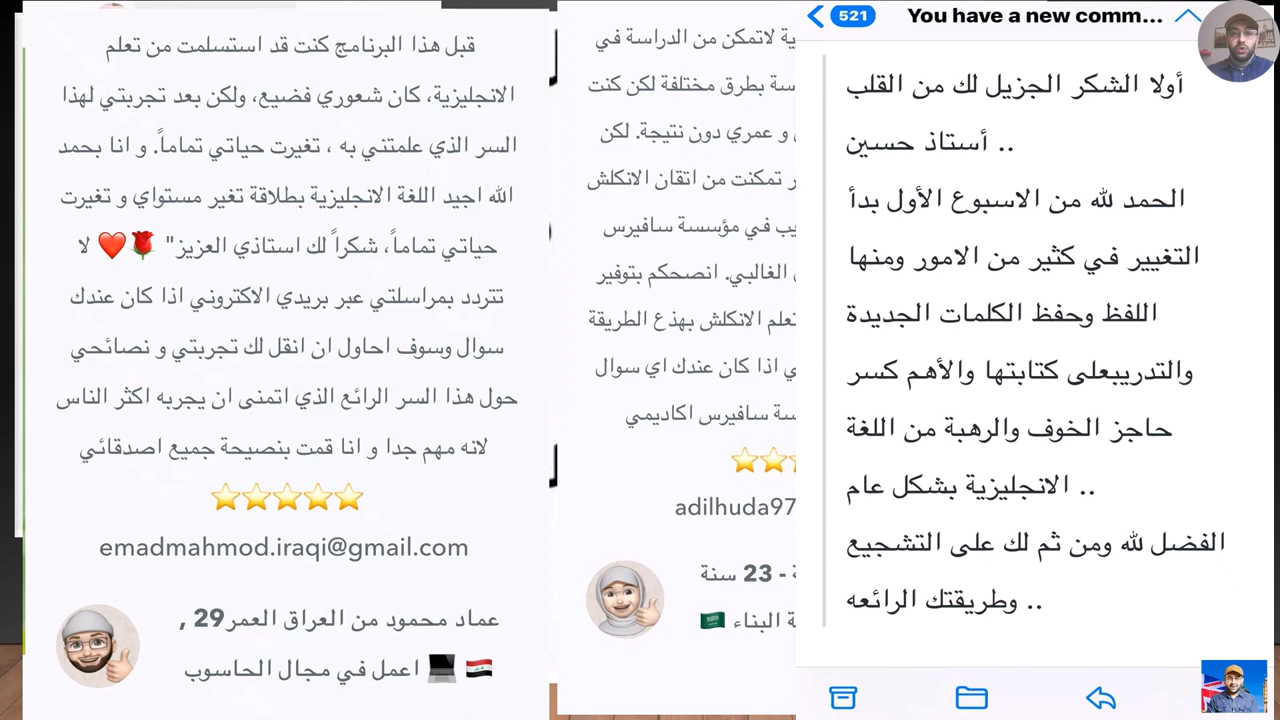 قبل هذا البرنامج كنت قد استسلمت من تعلم
الانجليزية، كان شعوري فضيع، ولكن بعد تجربتي لهذا
السر الذي علمتني به ، تغيرت حياتي تماماً. و انا بحمد
الله اجيد اللغة الانجليزية بطلاقة تغير مستواي و تغيرت
حياتي تماماً، شكراً لك استاذي العزيز" 🌹❤️ لا
تتردد بمراسلتي عبر بريدي الاكتروني اذا كان عندك
سوال وسوف احاول ان انقل لك تجربتي و نصائحي
حول هذا السر الرائع الذي اتمنى ان يجربه اكثر الناس
لانه مهم جدا و انا قمت بنصيحة جميع اصدقائي
⭐⭐⭐⭐⭐
emadmahmod.iraqi@gmail.com
عماد محمود من العراق العمر29 ,
🇮🇶 💻 اعمل في مجال الحاسوب
ية لاتمكن من الدراسة في
سة بطرق مختلفة لكن كنت
و عمري دون نتيجة. لكن
ر تمكنت من اتقان الانكلش
يب في مؤسسة سافيرس
الغالبي. انصحكم بتوفير
تعلم الانكلش بهذع الطريقة
ي اذا كان عندك اي سوال
سة سافيرس اكاديمي
adilhuda97
ة - 23 سنة
ة البناء 🇸🇦
521
You have a new comm...
أولا الشكر الجزيل لك من القلب
أستاذ حسين ..
الحمد لله من الاسبوع الأول بدأ
التغيير في كثير من الامور ومنها
اللفظ وحفظ الكلمات الجديدة
والتدريبعلى كتابتها والأهم كسر
حاجز الخوف والرهبة من اللغة
الانجليزية بشكل عام ..
الفضل لله ومن ثم لك على التشجيع
وطريقتك الرائعه ..